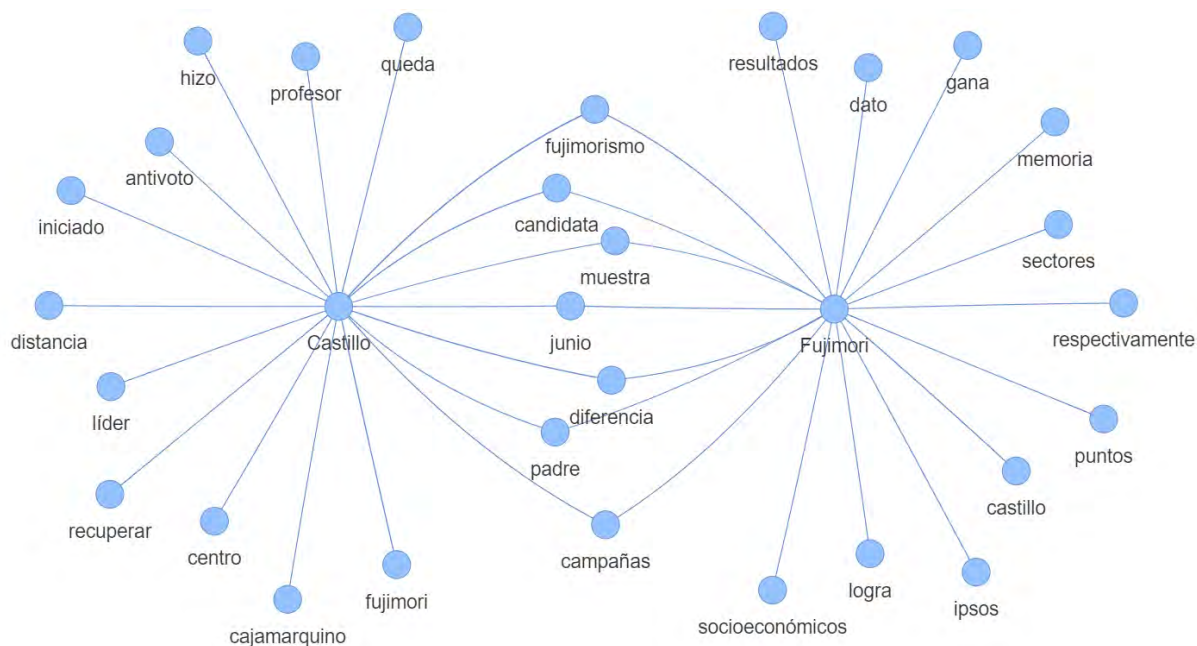 queda
resultados
hizo
gana
profesor
dato
fujimorismo
memoria
antivoto
candidata
iniciado
sectores
muestra
distancia
Castillo
junio
Fujimori
respectivamente
diferencia
líder
padre
puntos
castillo
recuperar
centro
campañas
logra
fujimori
ipsos
socioeconómicos
cajamarquino